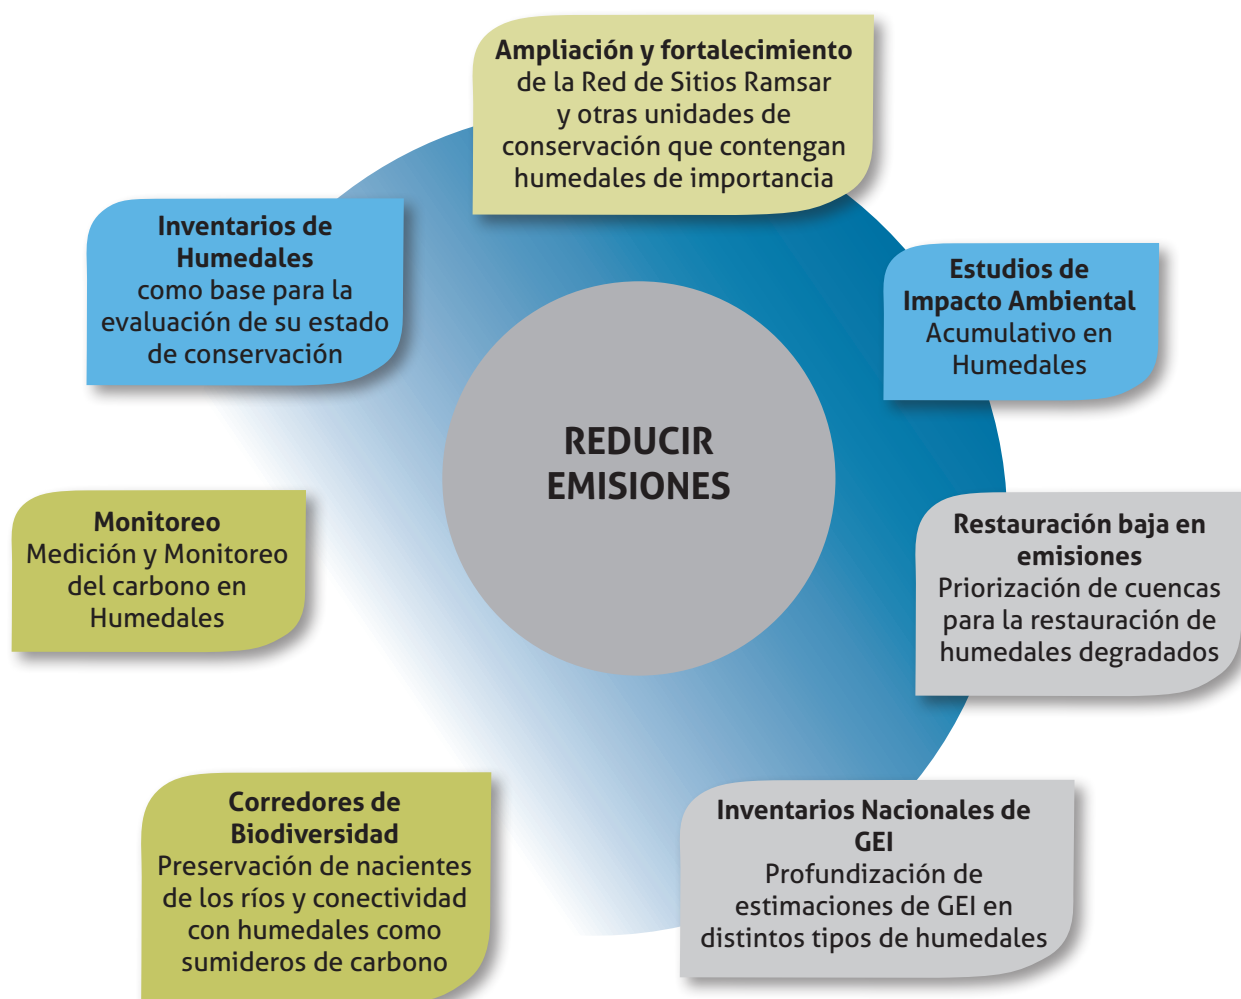 Ampliación y fortalecimiento
de la Red de Sitios Ramsar
y otras unidades de
conservación que contengan
humedales de importancia
Inventarios de
Humedales
como base para la
evaluación de su estado
de conservación
Estudios de
Impacto Ambiental
Acumulativo en
Humedales
REDUCIR
EMISIONES
Monitoreo
Medición y Monitoreo
del carbono en
Humedales
Restauración baja en
emisiones
Priorización de cuencas
para la restauración de
humedales degradados
Corredores de
Biodiversidad
Preservación de nacientes
de los ríos y conectividad
con humedales como
sumideros de carbono
Inventarios Nacionales de
GEI
Profundización de
estimaciones de GEI en
distintos tipos de humedales